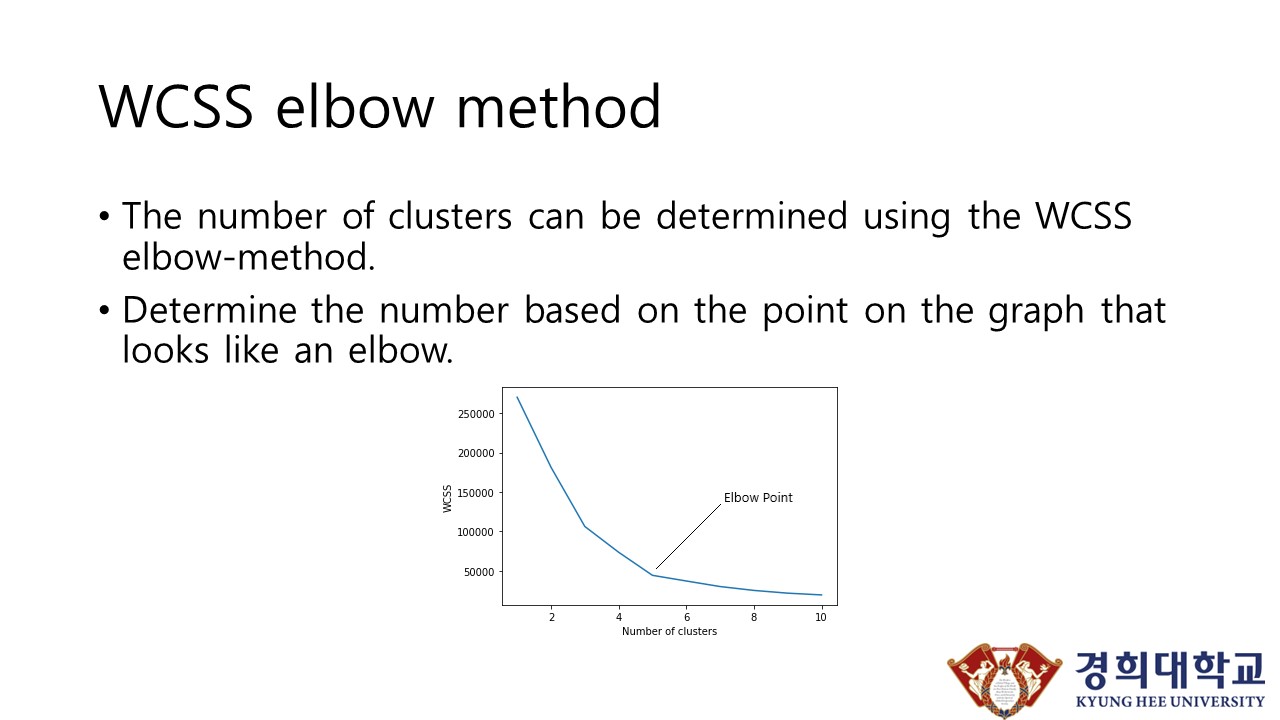 WCSS elbow method
• The number of clusters can be determined using the WCSS
elbow-method.
• Determine the number based on the point on the graph that
looks like an elbow.
250000
200000
150000
100000
50000
WCSS
Elbow Point
2 4 6 8 10
Number of clusters
경희대학교
KYUNG HEE UNIVERSITY